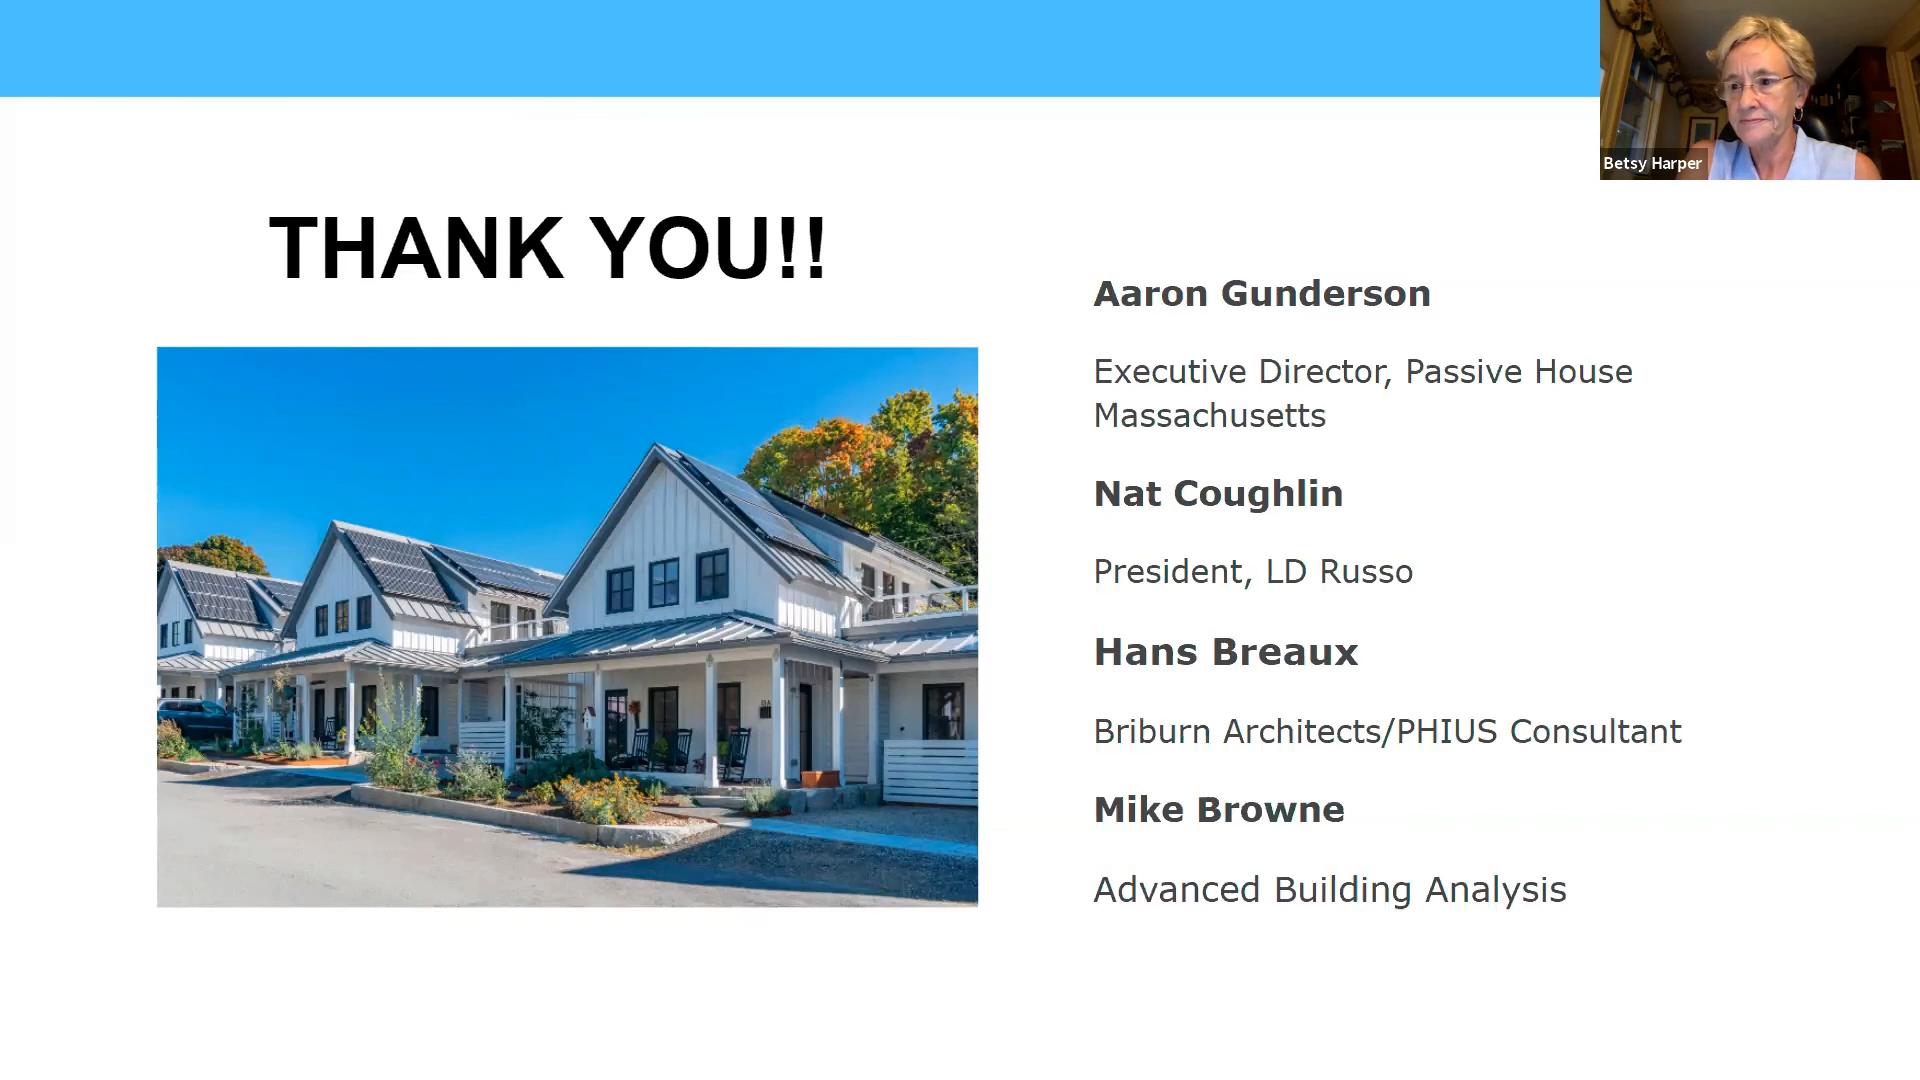 Betsy Harper
THANK YOU!!
Aaron Gunderson
Executive Director, Passive House
Massachusetts
Nat Coughlin
President, LD Russo
Hans Breaux
Briburn Architects/PHIUS Consultant
Mike Browne
Advanced Building Analysis